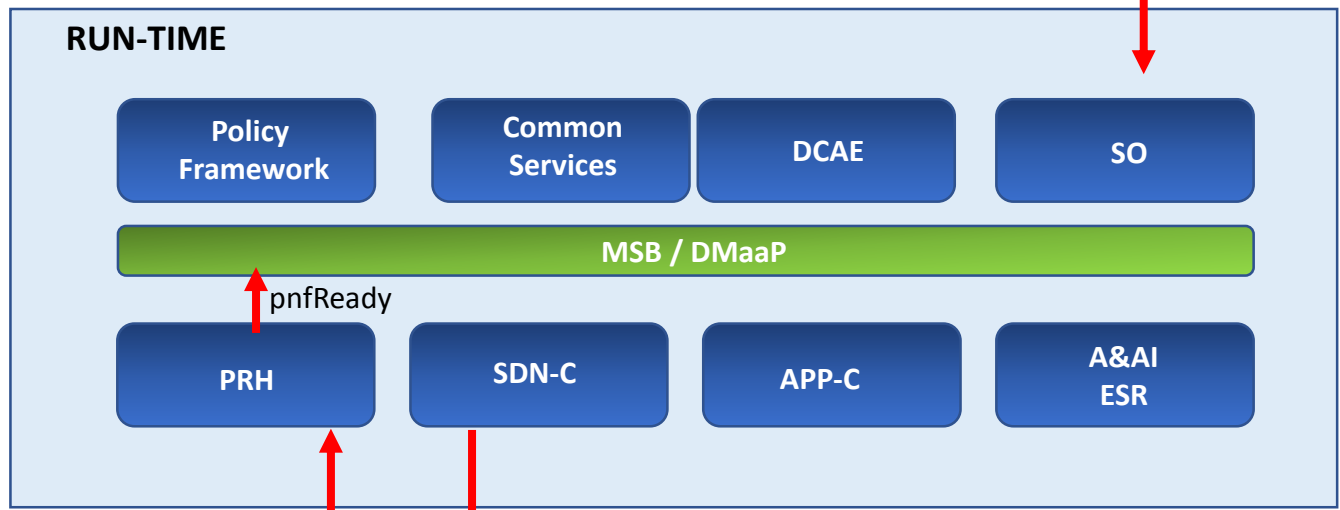 RUN-TIME
Policy
Framework
Common
Services
DCAE
SO
MSB / DMaaP
pnfReady
PRH
SDN-C
APP-C
A&AI
ESR